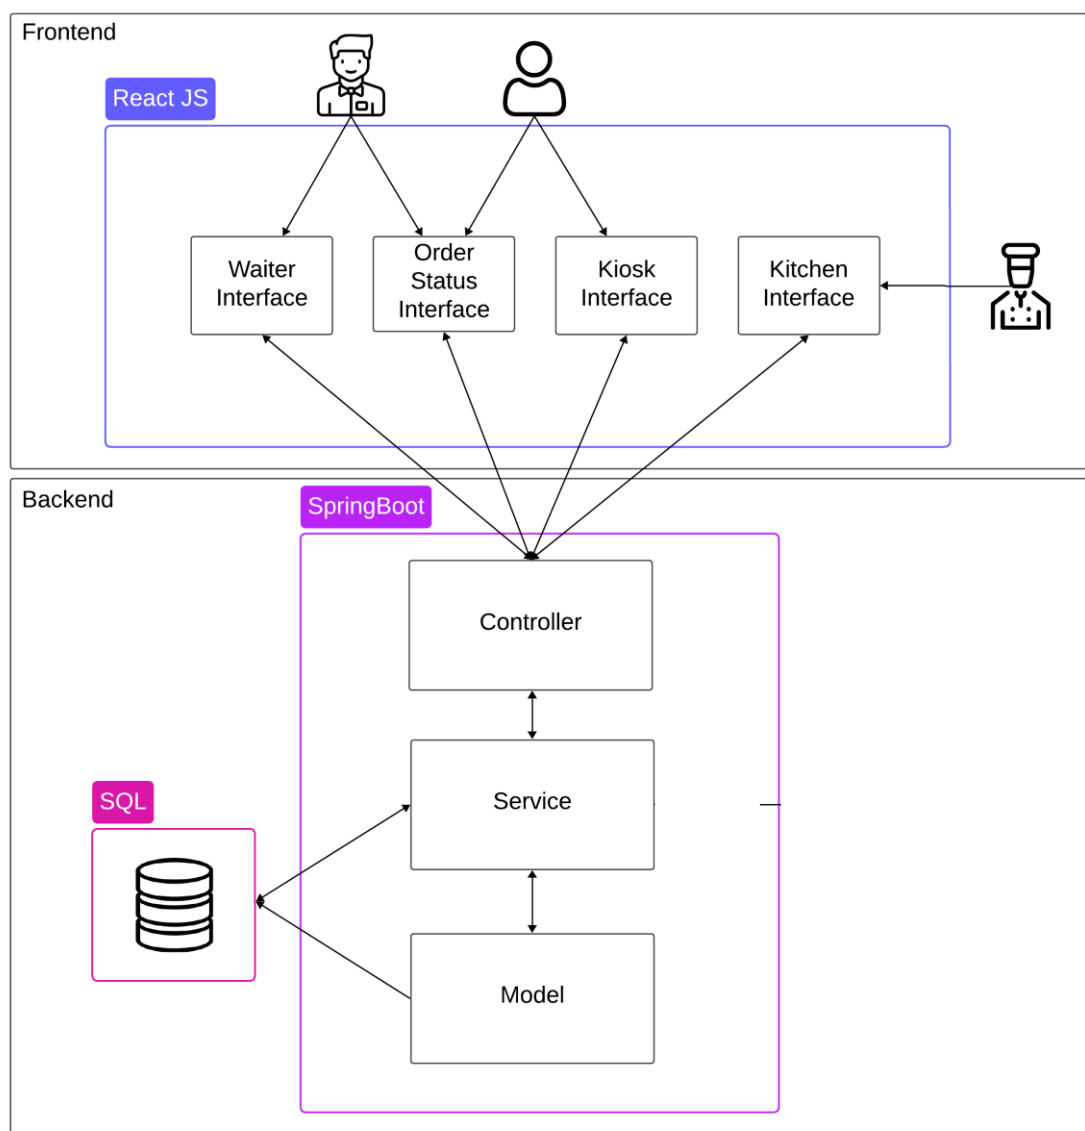 Frontend
React JS
Waiter
Interface
Order
Status
Interface
Kiosk
Interface
Kitchen
Interface
Backend
SpringBoot
Controller
Service
SQL
Model